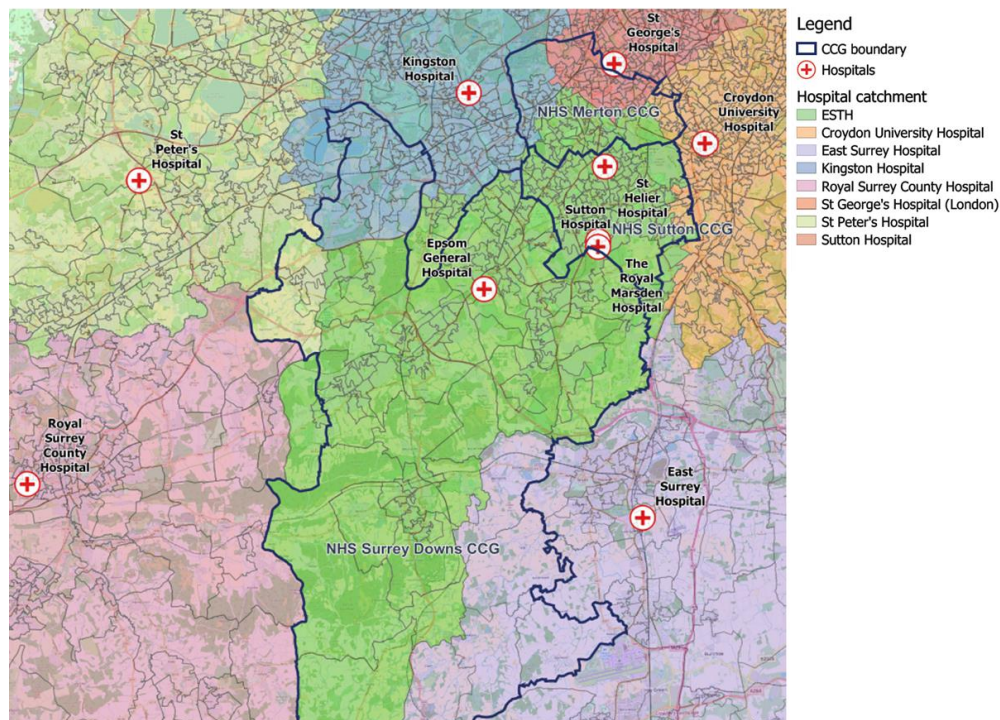 St
George's
Hospital
Kingston
Hospital
NHS Merton CCG
Croydon
University
Hospital
St
Peter's
Hospital
St
Helier
Hospital
Sutton
Hospital
NHS Sutton CCG
Epsom
General
Hospital
The
Royal
Marsden
Hospital
Royal
Surrey
County
Hospital
East
Surrey
Hospital
NHS Surrey Downs CCG
Legend
CCG boundary
Hospitals
Hospital catchment
ESTH
Croydon University Hospital
East Surrey Hospital
Kingston Hospital
Royal Surrey County Hospital
St George's Hospital (London)
St Peter's Hospital
Sutton Hospital